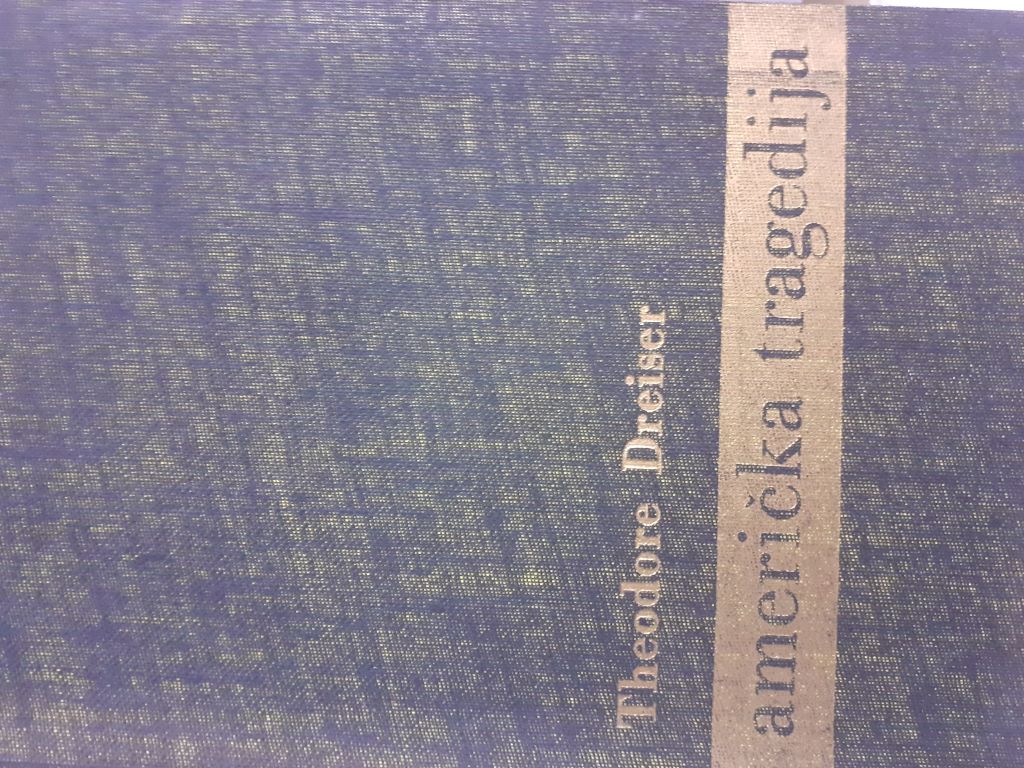 Theodore Dreiser
američka tragedija